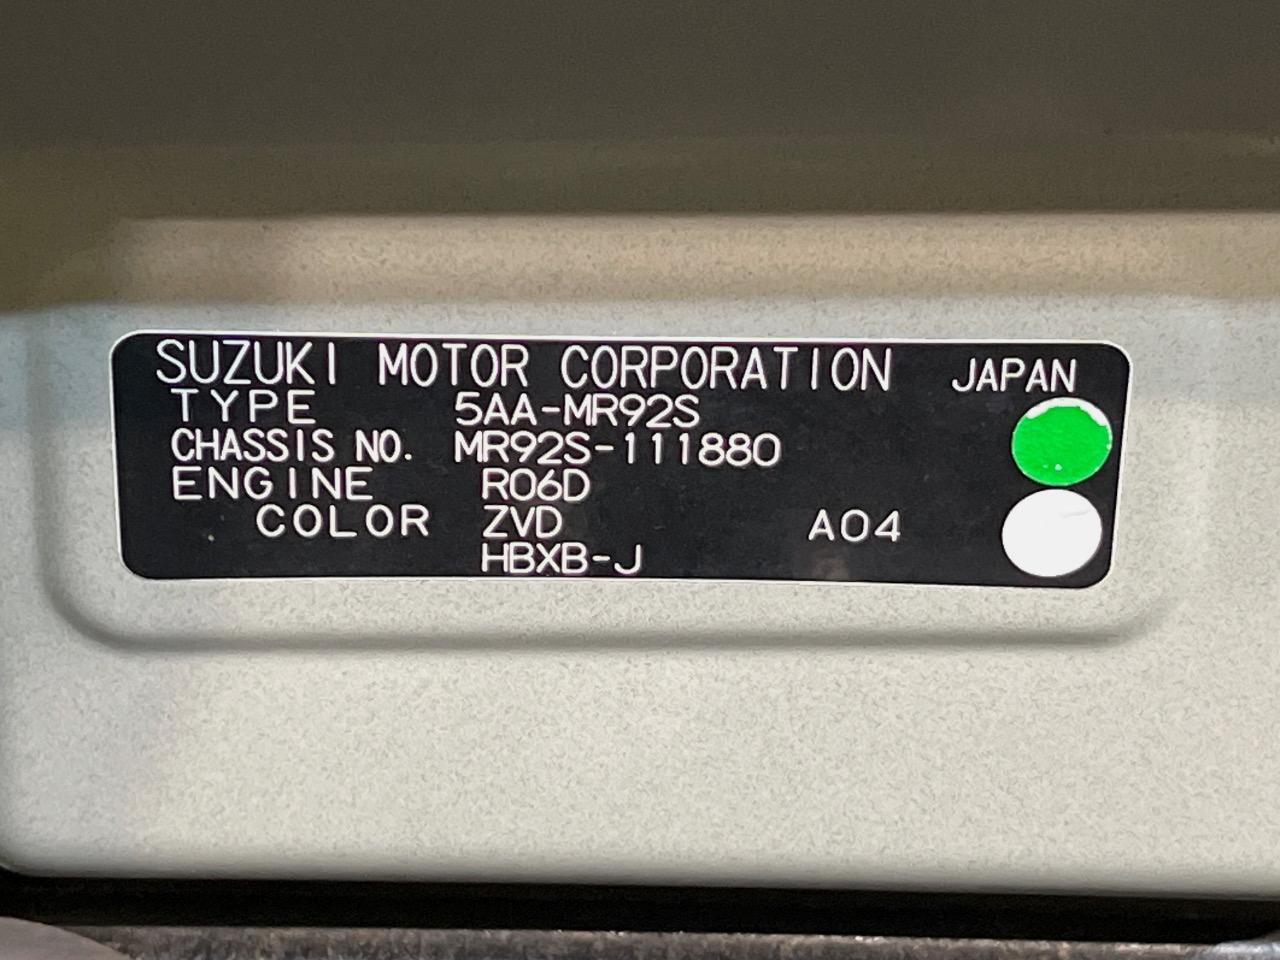 SUZUKI MOTOR CORPORATION JAPAN
TYPE 5AA-MR92S
CHASSIS NO. MR92S-111880
ENGINE R06D
COLOR ZVD A04
HBXB-J